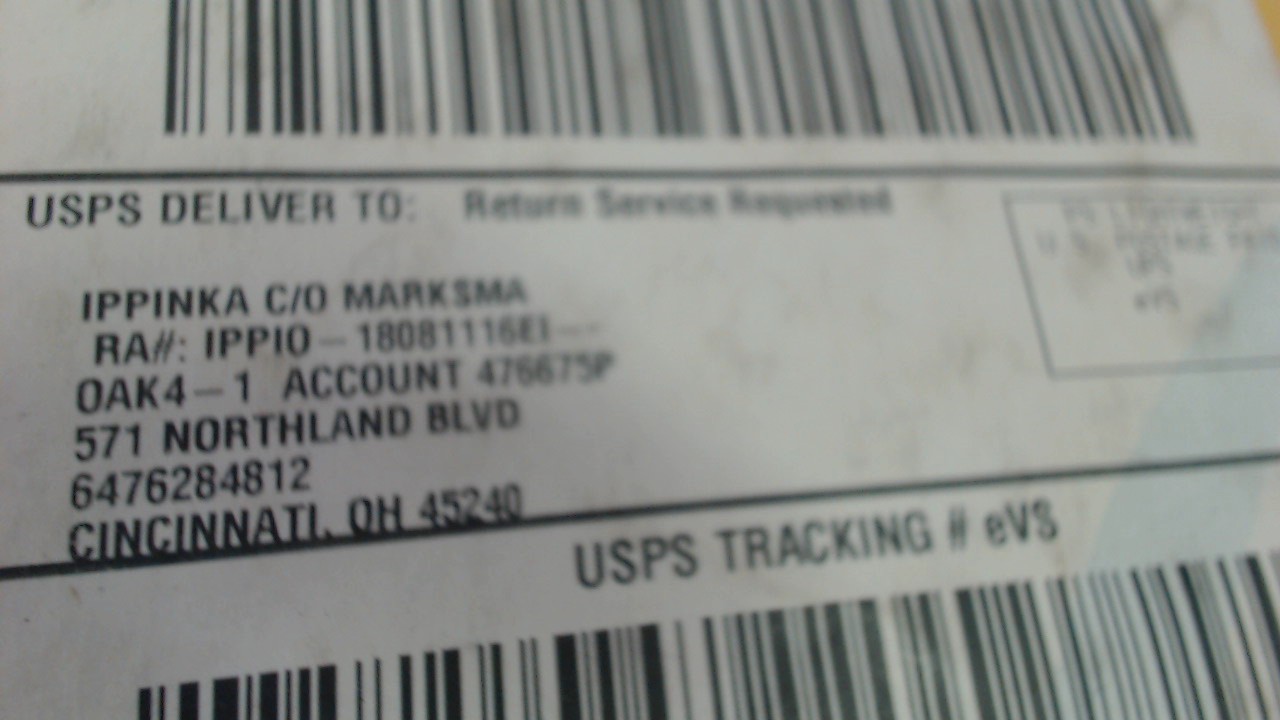 USPS DELIVER TO: Return Service Requested
IPPINKA C/O MARKSMA
RA#: IPPIO-18081116EI--
OAK4-1 ACCOUNT 476675P
571 NORTHLAND BLVD
6476284812
CINCINNATI, OH 45240
USPS TRACKING # eVS